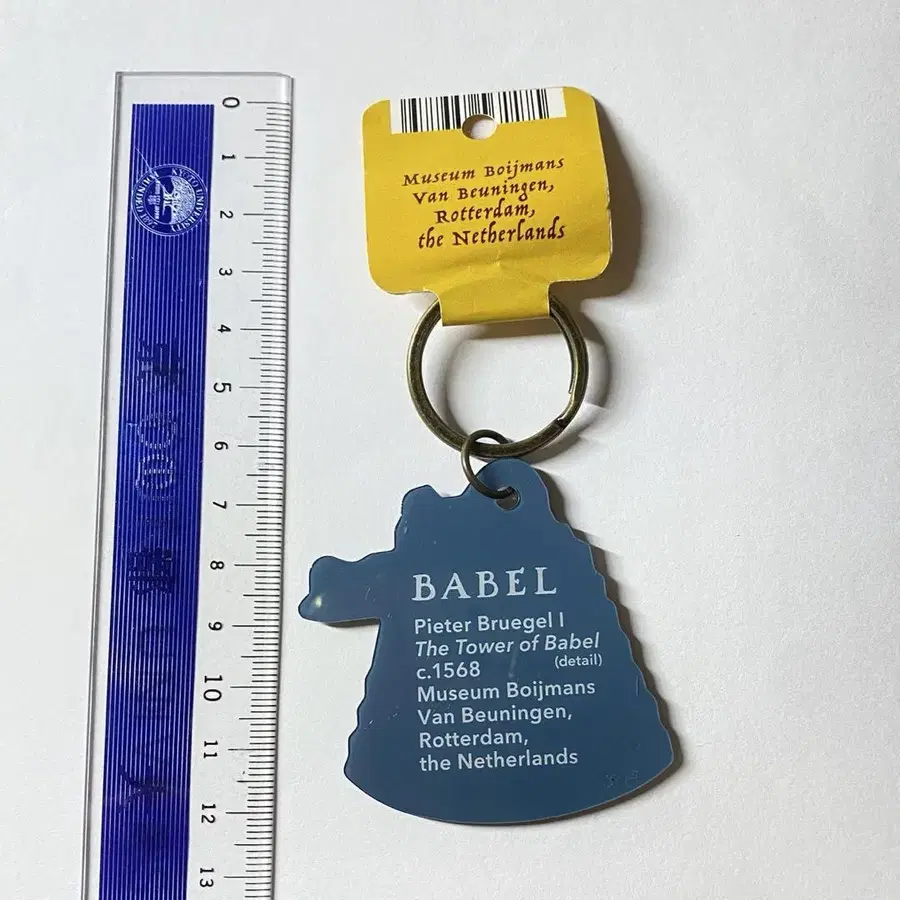 0
1
2
3
4
5
6
7
8
9
10
11
12
13
Museum Boijmans
Van Beuningen,
Rotterdam,
the Netherlands
BABEL
Pieter Bruegel I
The Tower of Babel
c.1568 (detail)
Museum Boijmans
Van Beuningen,
Rotterdam,
the Netherlands